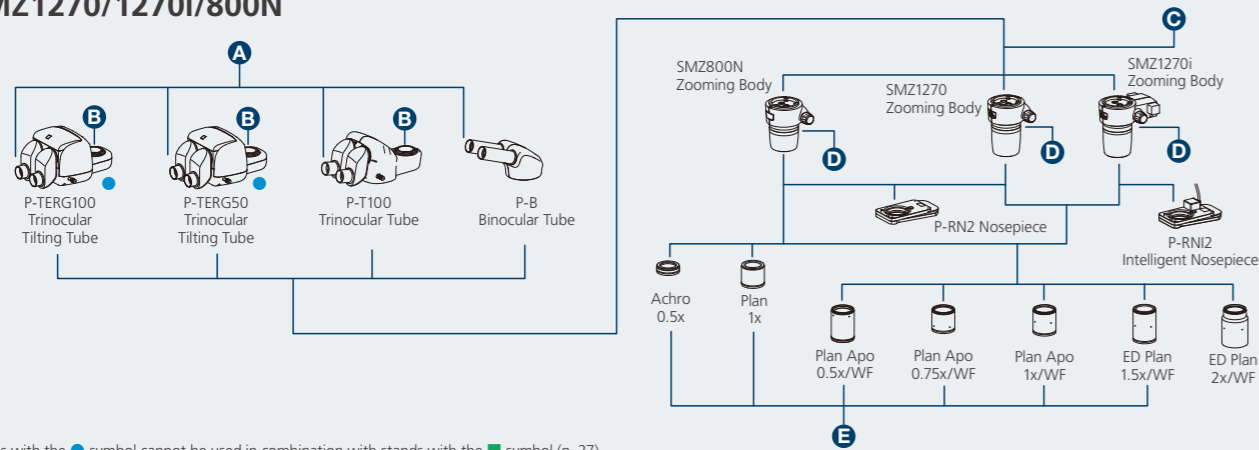 MZ1270/1270i/800N
A
C
B
B
B
P-TERG100
Trinocular
Tilting Tube
P-TERG50
Trinocular
Tilting Tube
P-T100
Trinocular Tube
P-B
Binocular Tube
SMZ800N
Zooming Body
SMZ1270
Zooming Body
SMZ1270i
Zooming Body
D
D
D
P-RN2 Nosepiece
P-RNI2
Intelligent Nosepiece
Achro
0.5x
Plan
1x
Plan Apo
0.5x/WF
Plan Apo
0.75x/WF
Plan Apo
1x/WF
ED Plan
1.5x/WF
ED Plan
2x/WF
E
with the ● symbol cannot be used in combination with stands with the ■ symbol (p. 27)